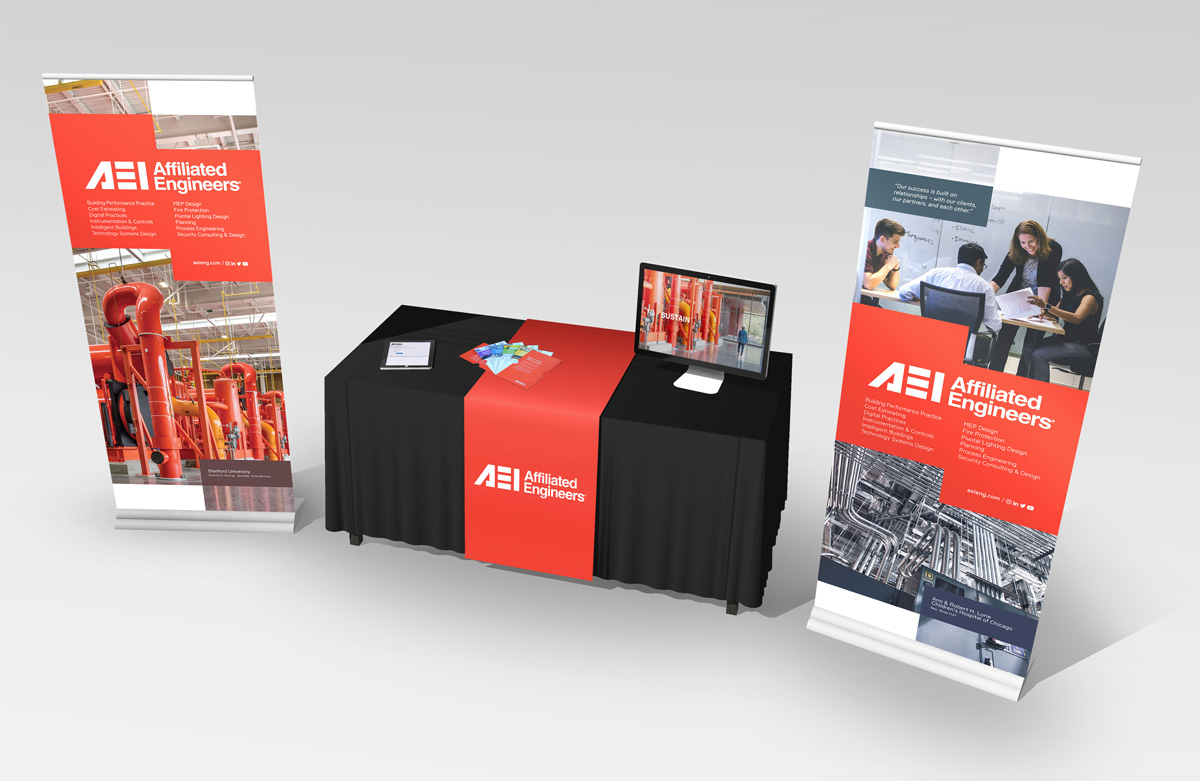 AEI Affiliated
Engineers
Building Performance Practice
Cost Estimating
Digital Practices
Instrumentation & Controls
Intelligent Buildings
Technology Systems Design
MEP Design
Fire Protection
Pivotal Lighting Design
Planning
Process Engineering
Security Consulting & Design
aeieng.com /
Stanford University
SUSTAIN
AEI Affiliated
Engineers
"Our success is built on
relationships – with our clients,
our partners, and each other."
AEI Affiliated
Engineers
Building Performance Practice
Cost Estimating
Digital Practices
Instrumentation & Controls
Intelligent Buildings
Technology Systems Design
MEP Design
Fire Protection
Pivotal Lighting Design
Planning
Process Engineering
Security Consulting & Design
aeieng.com /
Ann & Robert H. Lurie
Children's Hospital of Chicago